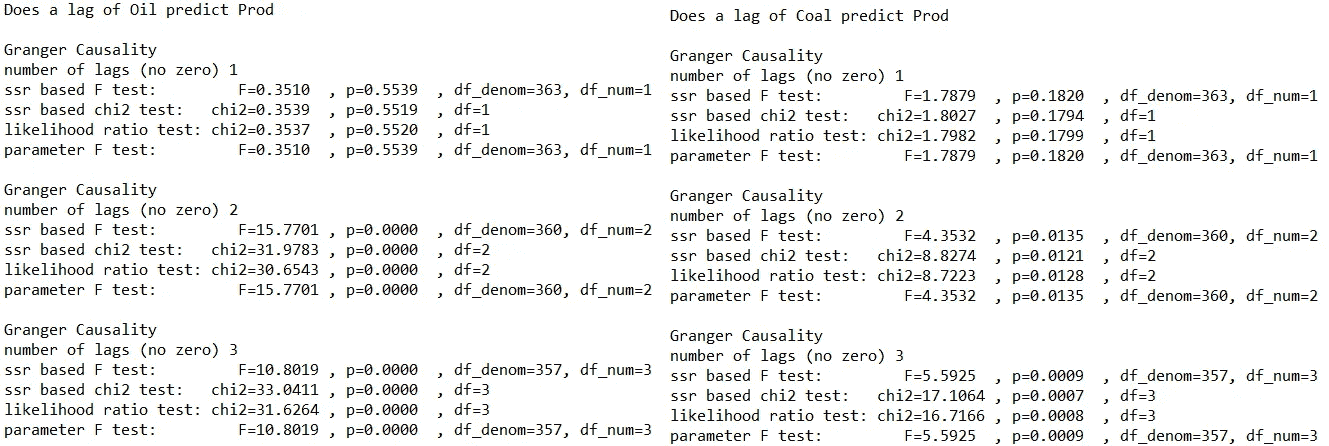 Does a lag of Oil predict Prod
Granger Causality
number of lags (no zero) 1
ssr based F test:         F=0.3510  , p=0.5539  , df_denom=363, df_num=1
ssr based chi2 test:   chi2=0.3539  , p=0.5519  , df=1
likelihood ratio test: chi2=0.3537  , p=0.5520  , df=1
parameter F test:         F=0.3510  , p=0.5539  , df_denom=363, df_num=1
Granger Causality
number of lags (no zero) 2
ssr based F test:         F=15.7701 , p=0.0000  , df_denom=360, df_num=2
ssr based chi2 test:   chi2=31.9783 , p=0.0000  , df=2
likelihood ratio test: chi2=30.6543 , p=0.0000  , df=2
parameter F test:         F=15.7701 , p=0.0000  , df_denom=360, df_num=2
Granger Causality
number of lags (no zero) 3
ssr based F test:         F=10.8019 , p=0.0000  , df_denom=357, df_num=3
ssr based chi2 test:   chi2=33.0411 , p=0.0000  , df=3
likelihood ratio test: chi2=31.6264 , p=0.0000  , df=3
parameter F test:         F=10.8019 , p=0.0000  , df_denom=357, df_num=3
Does a lag of Coal predict Prod
Granger Causality
number of lags (no zero) 1
ssr based F test:         F=1.7879  , p=0.1820  , df_denom=363, df_num=1
ssr based chi2 test:   chi2=1.8027  , p=0.1794  , df=1
likelihood ratio test: chi2=1.7982  , p=0.1799  , df=1
parameter F test:         F=1.7879  , p=0.1820  , df_denom=363, df_num=1
Granger Causality
number of lags (no zero) 2
ssr based F test:         F=4.3532  , p=0.0135  , df_denom=360, df_num=2
ssr based chi2 test:   chi2=8.8274  , p=0.0121  , df=2
likelihood ratio test: chi2=8.7223  , p=0.0128  , df=2
parameter F test:         F=4.3532  , p=0.0135  , df_denom=360, df_num=2
Granger Causality
number of lags (no zero) 3
ssr based F test:         F=5.5925  , p=0.0009  , df_denom=357, df_num=3
ssr based chi2 test:   chi2=17.1064 , p=0.0007  , df=3
likelihood ratio test: chi2=16.7166 , p=0.0008  , df=3
parameter F test:         F=5.5925  , p=0.0009  , df_denom=357, df_num=3